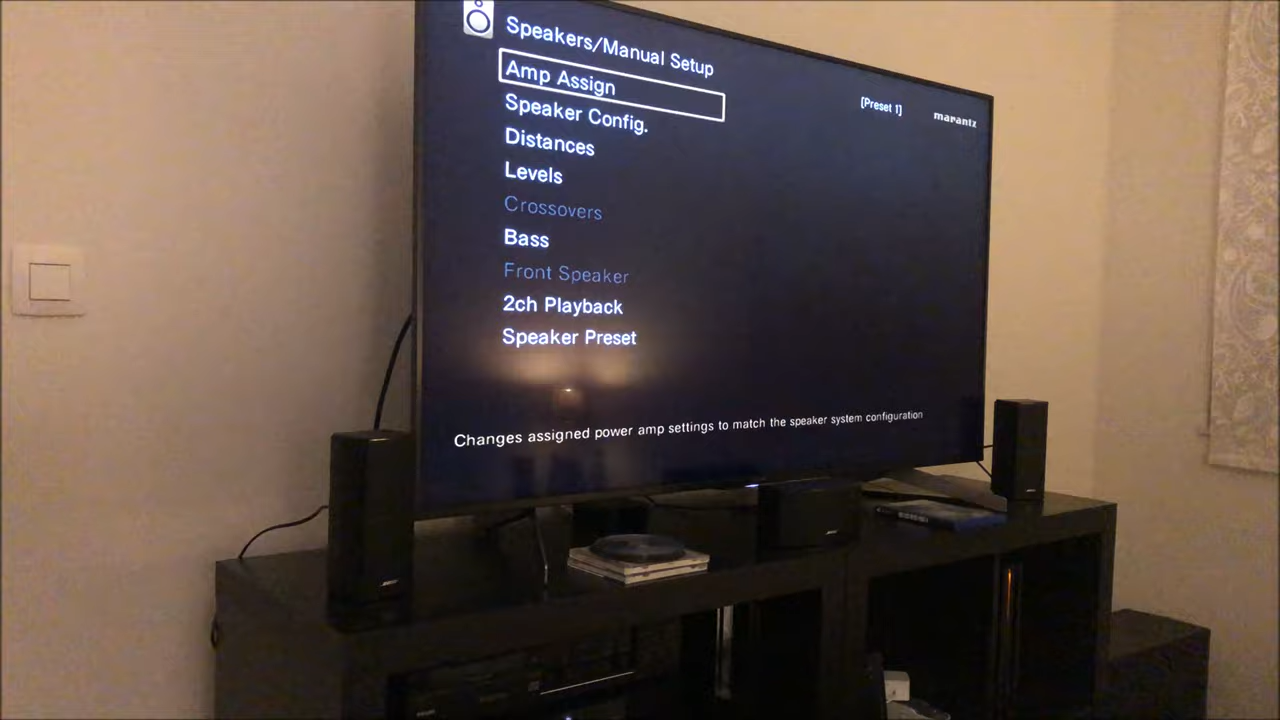 Speakers/Manual Setup
[Preset 1]
marantz
Amp Assign
Speaker Config.
Distances
Levels
Crossovers
Bass
Front Speaker
2ch Playback
Speaker Preset
Changes assigned power amp settings to match the speaker system configuration